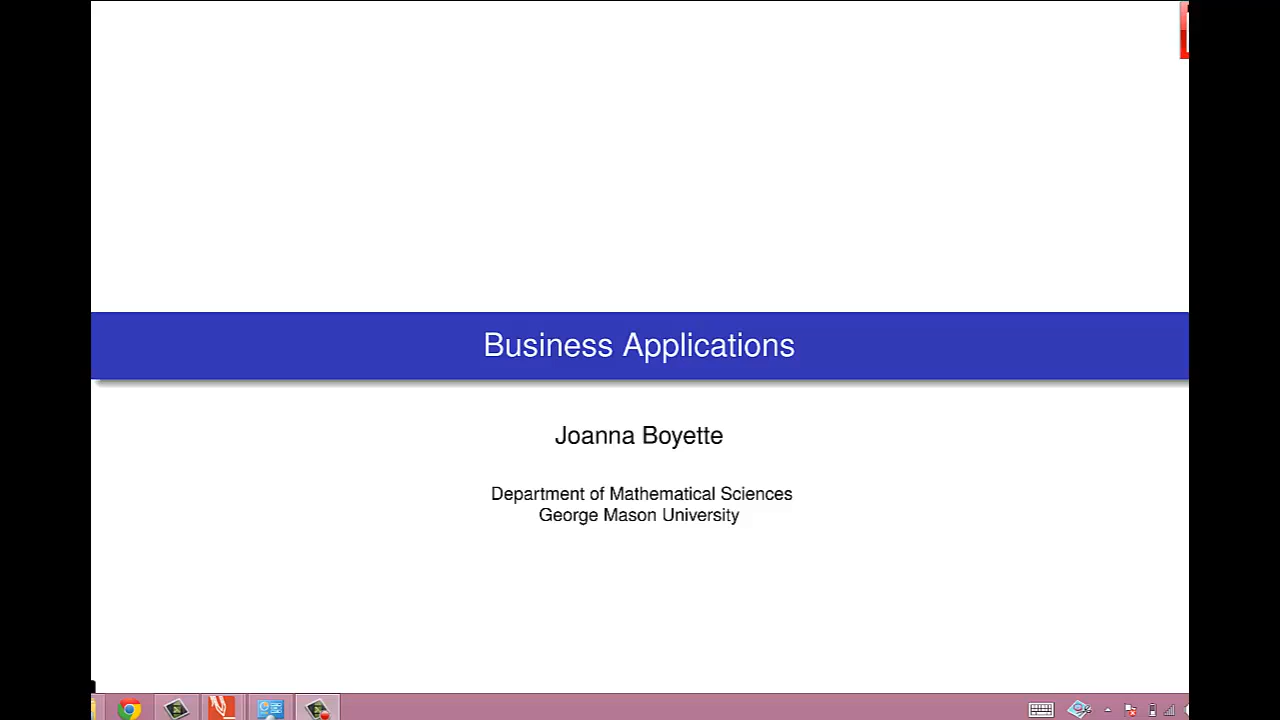 Business Applications
Joanna Boyette
Department of Mathematical Sciences
George Mason University